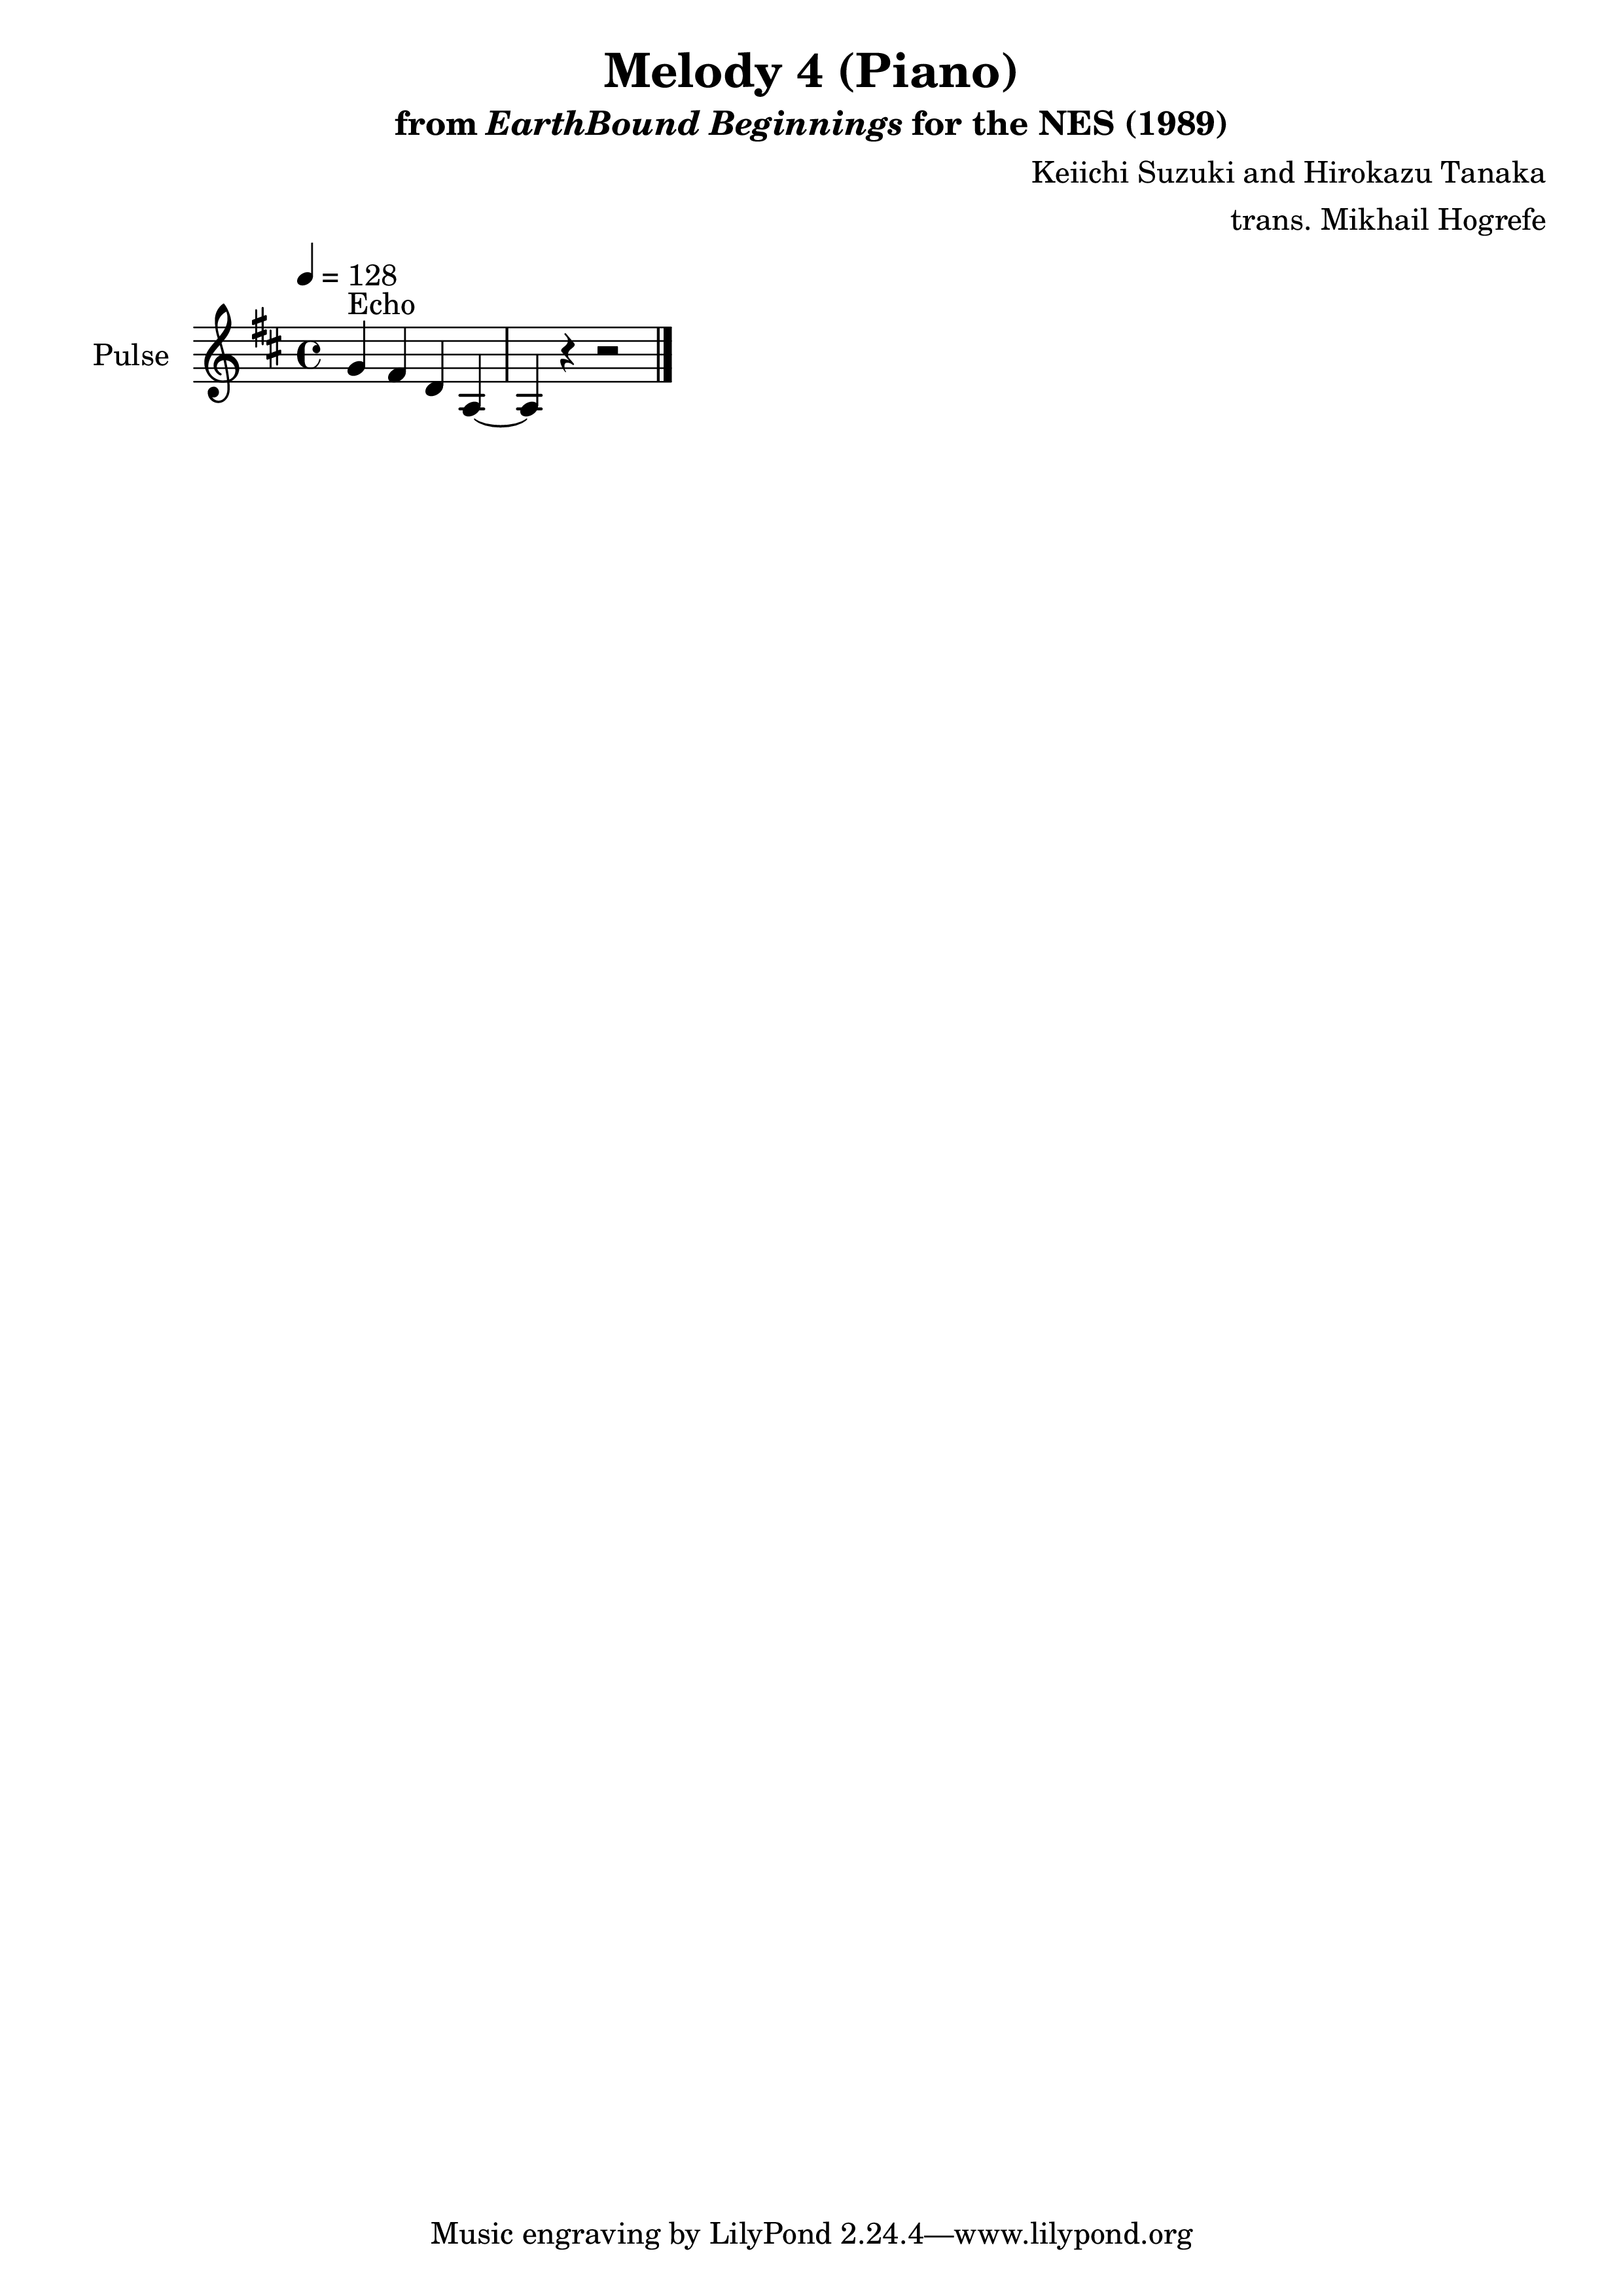 Melody 4 (Piano)
from EarthBound Beginnings for the NES (1989)
Keiichi Suzuki and Hirokazu Tanaka
trans. Mikhail Hogrefe
= 128
Echo
Pulse
Music engraving by LilyPond 2.24.4—www.lilypond.org